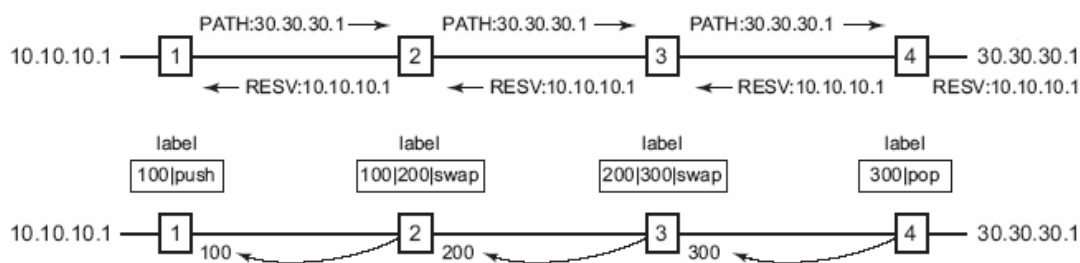 PATH:30.30.30.1 PATH:30.30.30.1 PATH:30.30.30.1
10.10.10.1 1 2 3 4 30.30.30.1
RESV:10.10.10.1 RESV:10.10.10.1 RESV:10.10.10.1 RESV:10.10.10.1
label label label label
100|push 100|200|swap 200|300|swap 300|pop
10.10.10.1 1 2 3 4 30.30.30.1
100 200 300